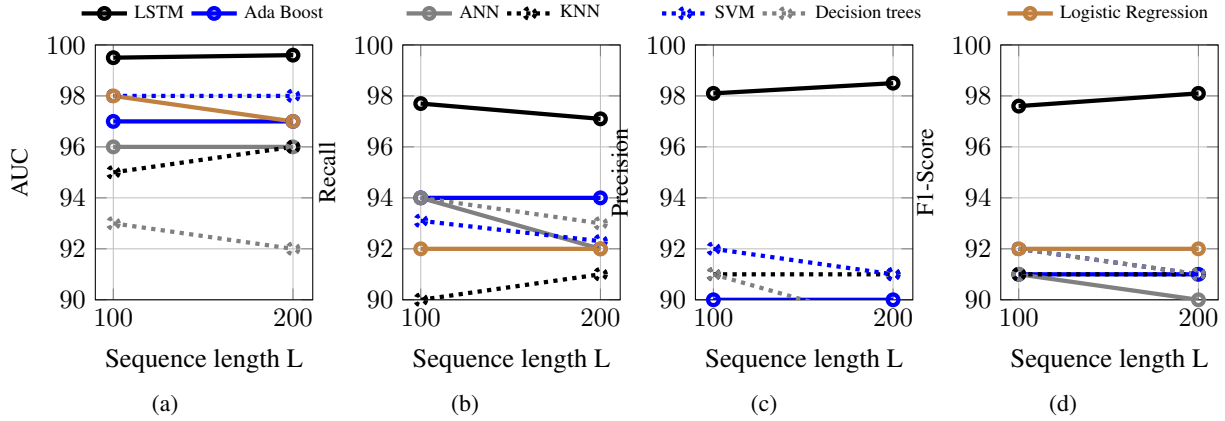 LSTM Ada Boost ANN KNN SVM Decision trees Logistic Regression
100
98
96
94
92
90
100 200
AUC
Sequence length L
(a)
100
98
96
94
92
90
100 200
Recall
Sequence length L
(b)
100
98
96
94
92
90
100 200
Precision
Sequence length L
(c)
100
98
96
94
92
90
100 200
F1-Score
Sequence length L
(d)